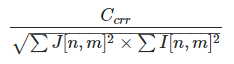 C_{crr}
√∑ J[n, m]² × ∑ I[n, m]²